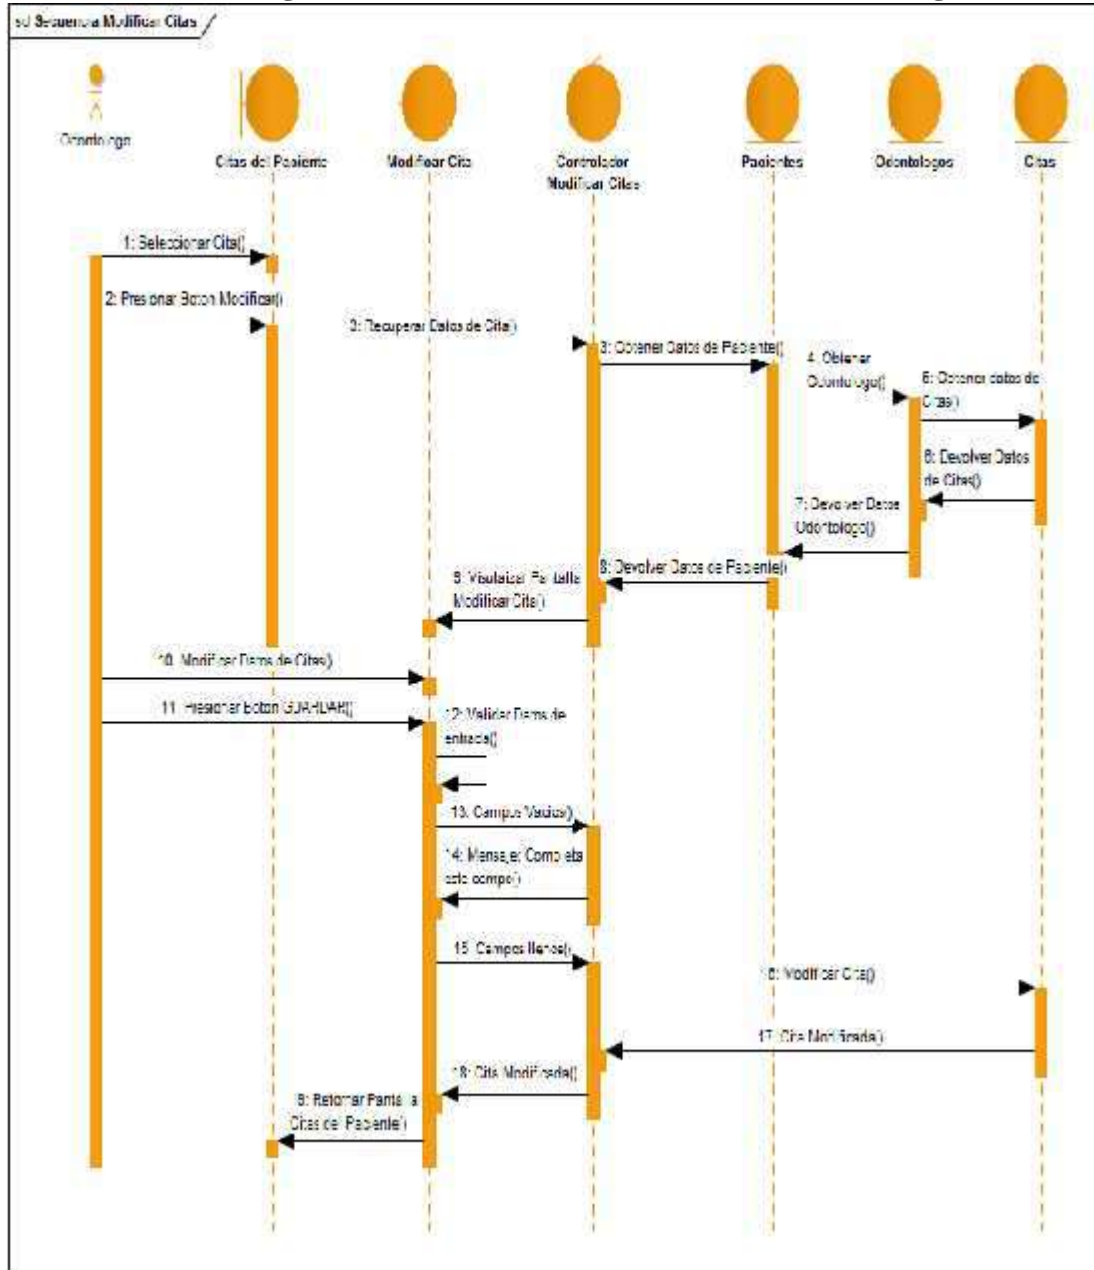 sd Secuencia Modificar Citas
Odontologo
Citas del Paciente
Modificar Cita
Controlador
Modificar Citas
Pacientes
Odontologos
Citas
1: Seleccionar Cita()
2: Presionar Boton Modificar()
3: Recuperar Datos de Cita()
3: Obtener Datos de Paciente()
4: Obtener
Odontologo()
5: Obtener datos de
Citas()
6: Devolver Datos
de Citas()
7: Devolver Datos
Odontologo()
8: Devolver Datos de Paciente()
9: Visulaizar Pantalla
Modificar Cita()
10: Modificar Datos de Citas()
11: Presionar Boton GUARDAR()
12: Validar Datos de
entrada()
13: Campos Vacios()
14: Mensaje: Completa
este campo()
15: Campos llenos()
16: Modificar Cita()
17: Cita Modificada()
18: Cita Modificada()
9: Retornar Pantalla
Citas del Paciente()